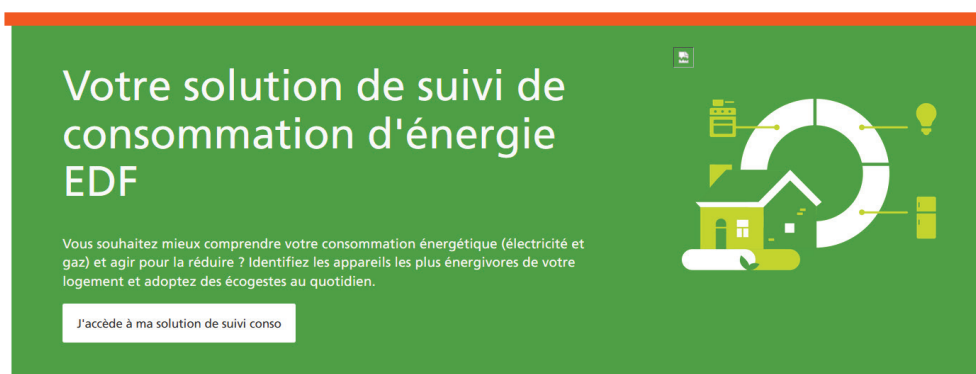 Votre solution de suivi de
consommation d'énergie
EDF
Vous souhaitez mieux comprendre votre consommation énergétique (électricité et
gaz) et agir pour la réduire ? Identifiez les appareils les plus énergivores de votre
logement et adoptez des écogestes au quotidien.
J'accède à ma solution de suivi conso